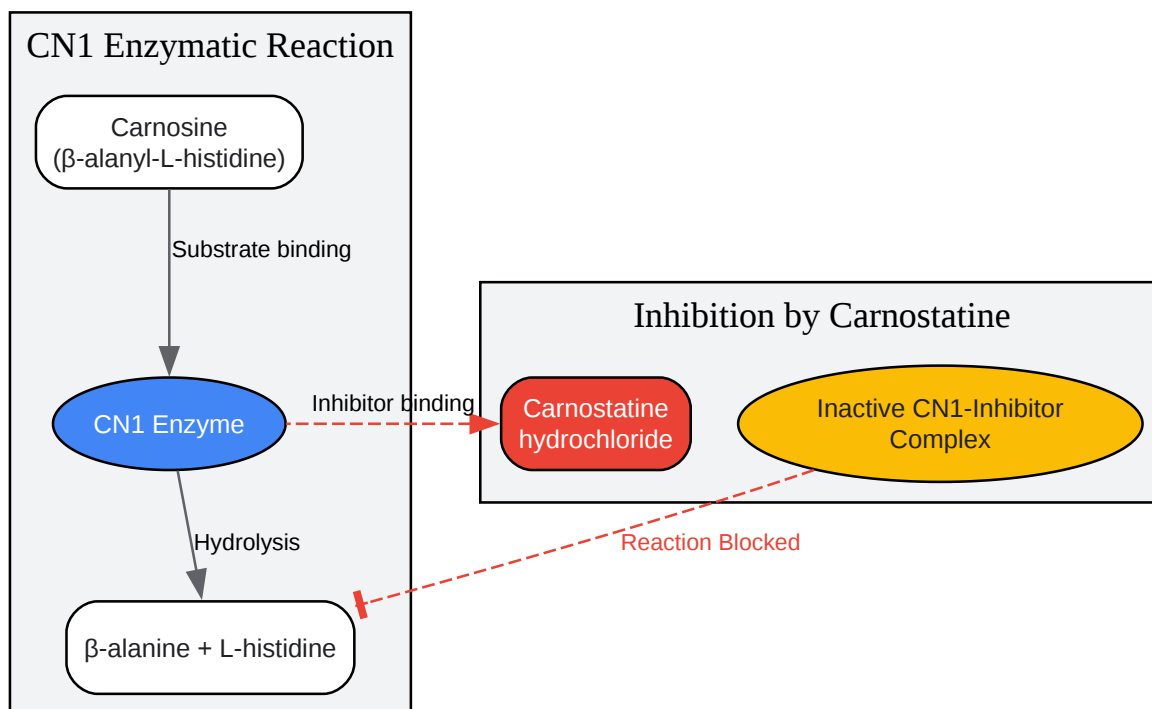 CN1 Enzymatic Reaction
Carnosine
(β-alanyl-L-histidine)
Substrate binding
CN1 Enzyme
Hydrolysis
β-alanine + L-histidine
Inhibitor binding
Inhibition by Carnostatine
Carnostatine
hydrochloride
Inactive CN1-Inhibitor
Complex
Reaction Blocked